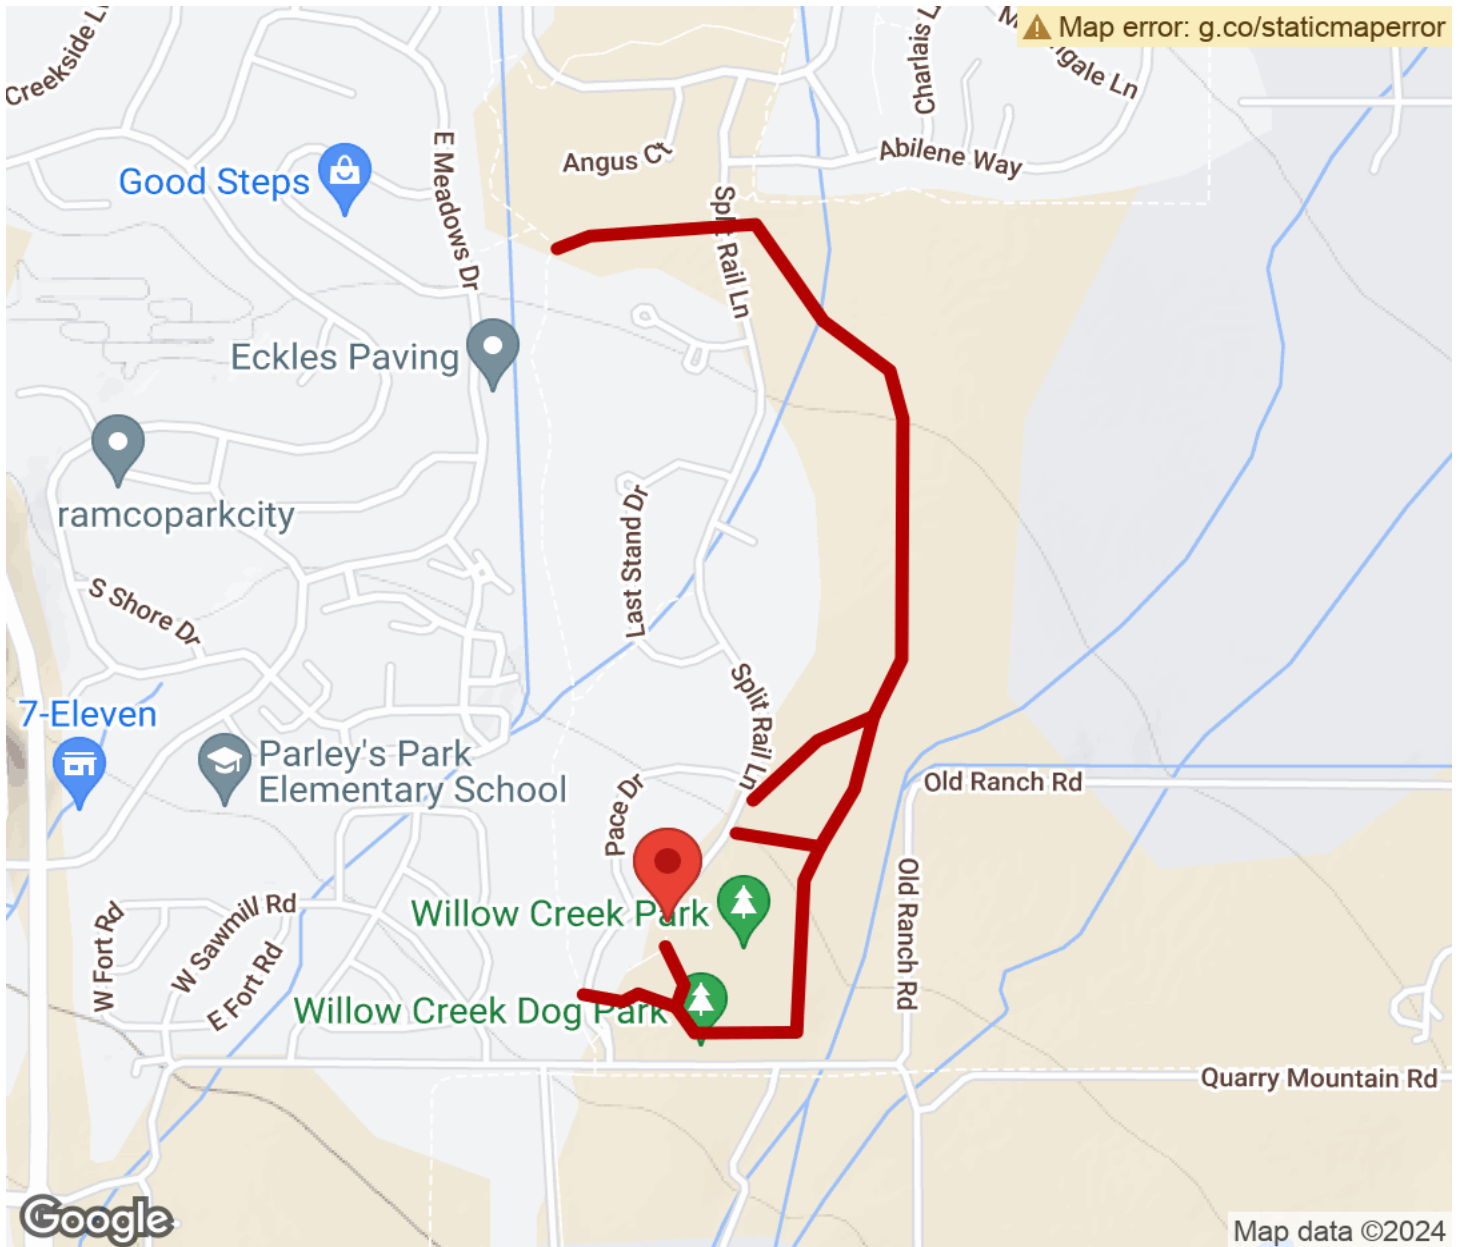 Map error: g.co/staticmaperror
Creekside L
M
ngale Ln
Charlais L
Abilene Way
Angus Ct
E Meadows Dr
Good Steps
Split Rail Ln
Eckles Paving
ramcoparkcity
Last Stand Dr
S Shore Dr
Split Rail Ln
7-Eleven
Parley's Park
Elementary School
Pace Dr
Old Ranch Rd
Old Ranch Rd
W Fort Rd
W Sawmill Rd
E Fort Rd
Willow Creek Park
Willow Creek Dog Park
Quarry Mountain Rd
Google
Map data ©2024